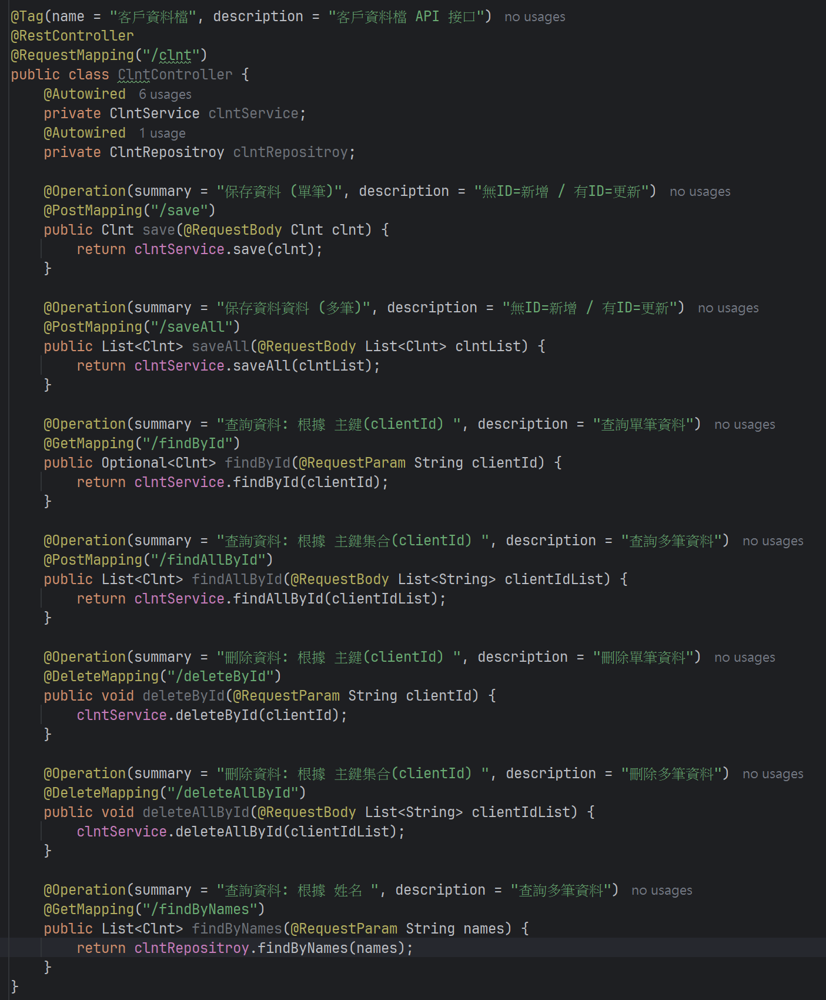 @Tag(name = "客戶資料檔", description = "客戶資料檔 API 接口") no usages
@RestController
@RequestMapping("/clnt")
public class ClntController {
    @Autowired 6 usages
    private ClntService clntService;
    @Autowired 1 usage
    private ClntRepositroy clntRepositroy;

    @Operation(summary = "保存資料 (單筆)", description = "無ID=新增 / 有ID=更新") no usages
    @PostMapping("/save")
    public Clnt save(@RequestBody Clnt clnt) {
        return clntService.save(clnt);
    }

    @Operation(summary = "保存資料資料 (多筆)", description = "無ID=新增 / 有ID=更新") no usages
    @PostMapping("/saveAll")
    public List<Clnt> saveAll(@RequestBody List<Clnt> clntList) {
        return clntService.saveAll(clntList);
    }

    @Operation(summary = "查詢資料: 根據 主鍵(clientId) ", description = "查詢單筆資料") no usages
    @GetMapping("/findById")
    public Optional<Clnt> findById(@RequestParam String clientId) {
        return clntService.findById(clientId);
    }

    @Operation(summary = "查詢資料: 根據 主鍵集合(clientId) ", description = "查詢多筆資料") no usages
    @PostMapping("/findAllById")
    public List<Clnt> findAllById(@RequestBody List<String> clientIdList) {
        return clntService.findAllById(clientIdList);
    }

    @Operation(summary = "刪除資料: 根據 主鍵(clientId) ", description = "刪除單筆資料") no usages
    @DeleteMapping("/deleteById")
    public void deleteById(@RequestParam String clientId) {
        clntService.deleteById(clientId);
    }

    @Operation(summary = "刪除資料: 根據 主鍵集合(clientId) ", description = "刪除多筆資料") no usages
    @DeleteMapping("/deleteAllById")
    public void deleteAllById(@RequestBody List<String> clientIdList) {
        clntService.deleteAllById(clientIdList);
    }

    @Operation(summary = "查詢資料: 根據 姓名 ", description = "查詢多筆資料") no usages
    @GetMapping("/findByNames")
    public List<Clnt> findByNames(@RequestParam String names) {
        return clntRepositroy.findByNames(names);
    }
}